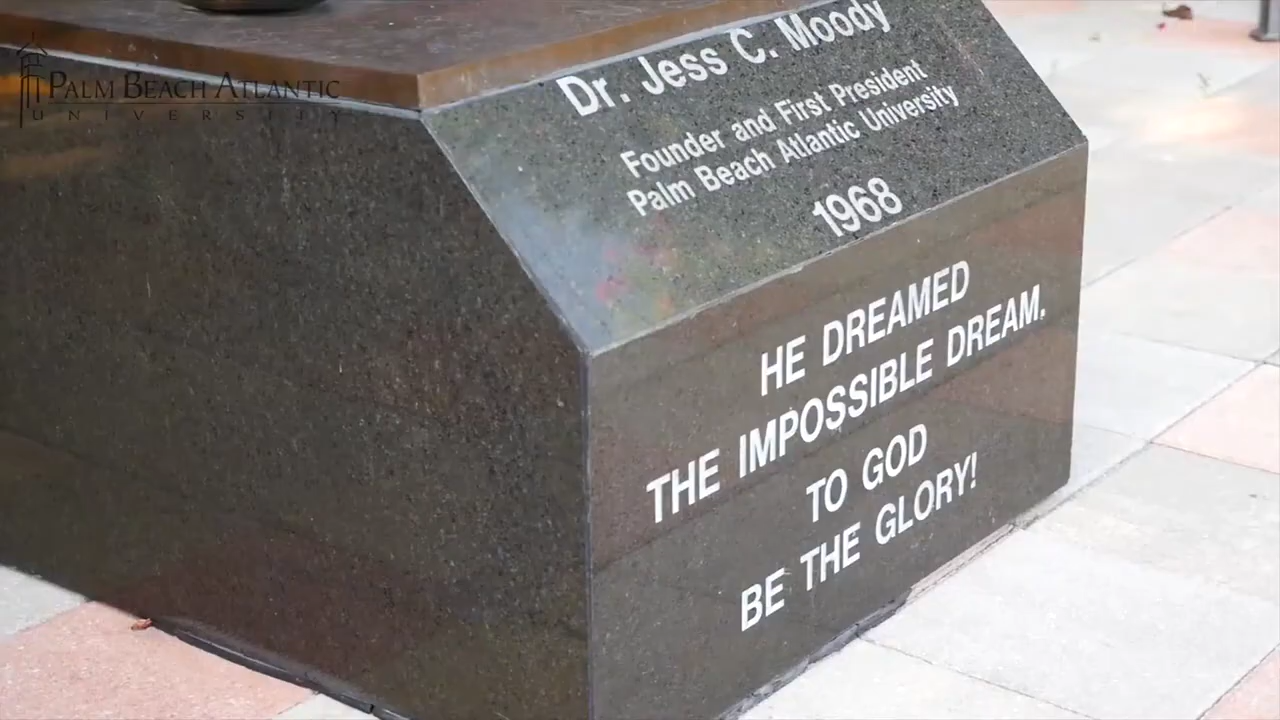 PALM BEACH ATLANTIC
UNIVERSITY
Dr. Jess C. Moody
Founder and First President
Palm Beach Atlantic University
1968
HE DREAMED
THE IMPOSSIBLE DREAM.
TO GOD
BE THE GLORY!